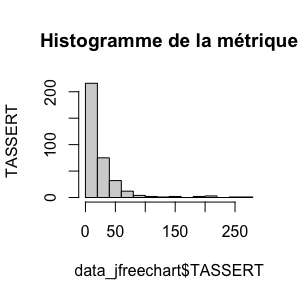 Histogramme de la métrique
TASSERT
200
100
0
0 50 150 250
data_jfreechart$TASSERT